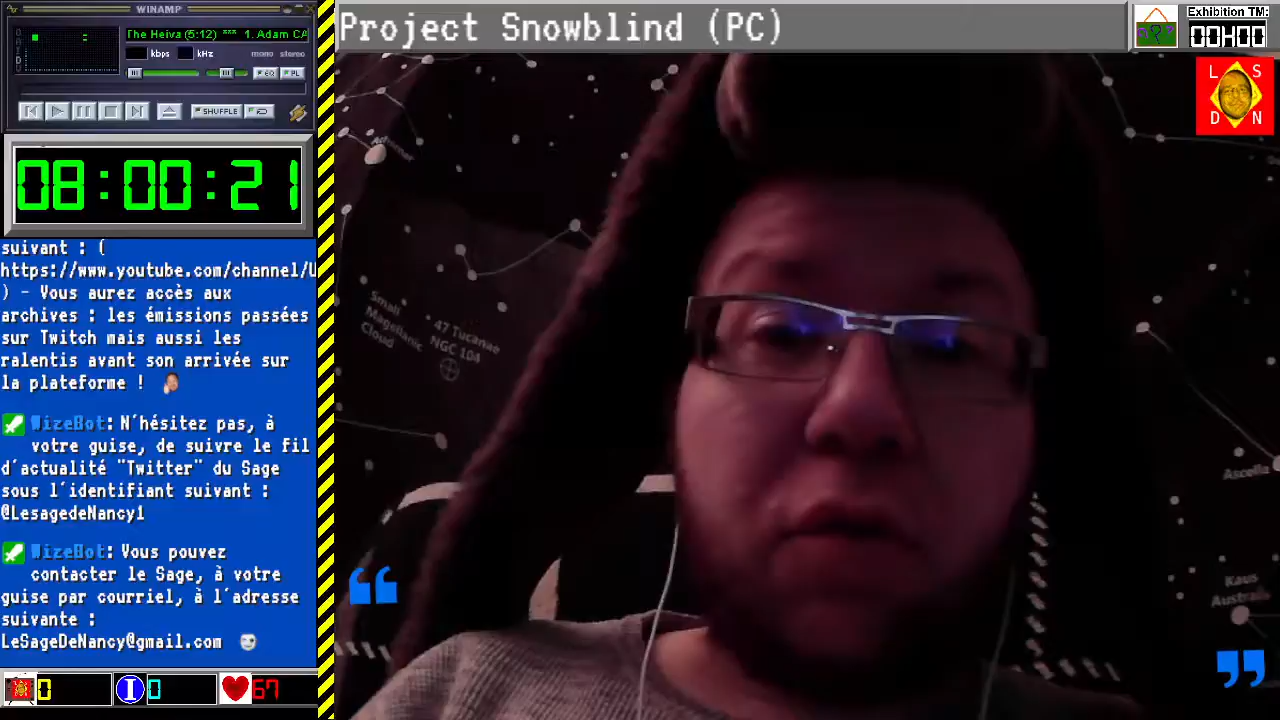 WINAMP
The Heiva (5:12) *** 1. Adam CA
kbps
kHz
mono stereo
EQ
PL
SHUFFLE
Project Snowblind (PC)
Exhibition TM:
00H00
L S
D N
08:00:21
suivant : (
https://www.youtube.com/channel/U
) - Vous aurez accès aux
archives : les émissions passées
sur Twitch mais aussi les
ralentis avant son arrivée sur
la plateforme !
WizeBot: N'hésitez pas, à
votre guise, de suivre le fil
d'actualité "Twitter" du Sage
sous l'identifiant suivant :
@LesagedeNancy1
WizeBot: Vous pouvez
contacter le Sage, à votre
guise par courriel, à l'adresse
suivante :
LeSageDeNancy@gmail.com
0
I 0
67
Achernar
Small
Magellanic
Cloud
47 Tucanae
NGC 104
Ascella
Kaus
Australis
“
”